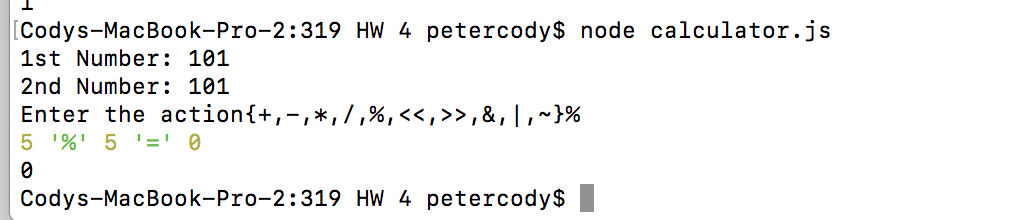 1
[Codys-MacBook-Pro-2:319 HW 4 petercody$ node calculator.js
1st Number: 101
2nd Number: 101
Enter the action{+,-,*,/,%,<<,>>,&,|,~}%
5 '%' 5 '=' 0
0
Codys-MacBook-Pro-2:319 HW 4 petercody$